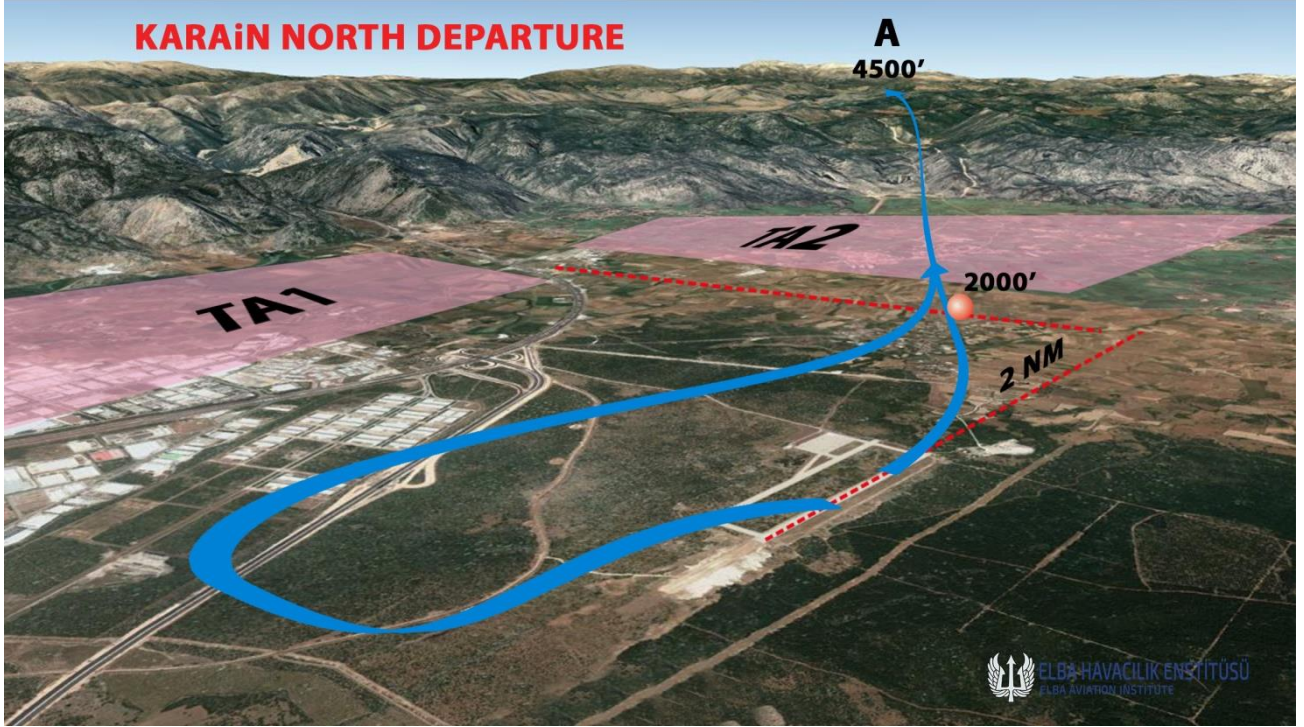 KARAiN NORTH DEPARTURE
A
4500’
TA2
TA1
2000’
2 NM
ELBA HAVACILIK ENSTİTÜSÜ
ELBA AVIATION INSTITUTE